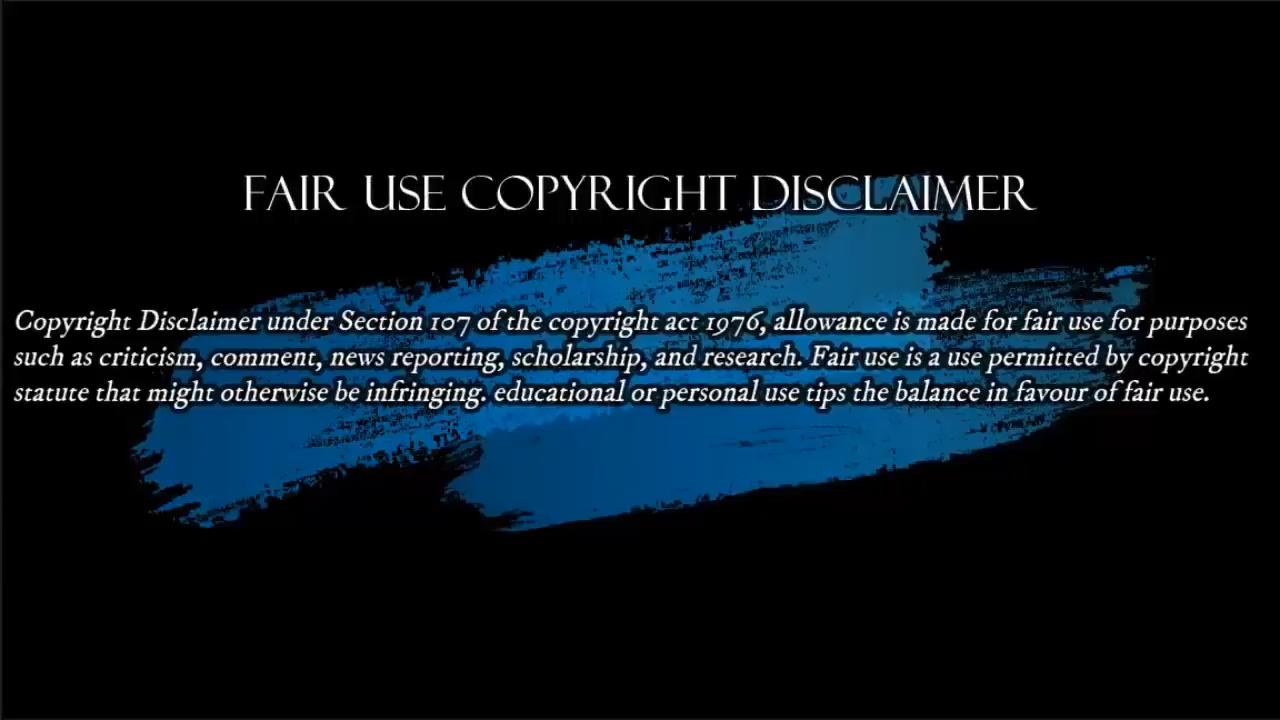 FAIR USE COPYRIGHT DISCLAIMER
Copyright Disclaimer under Section 107 of the copyright act 1976, allowance is made for fair use for purposes
such as criticism, comment, news reporting, scholarship, and research. Fair use is a use permitted by copyright
statute that might otherwise be infringing. educational or personal use tips the balance in favour of fair use.